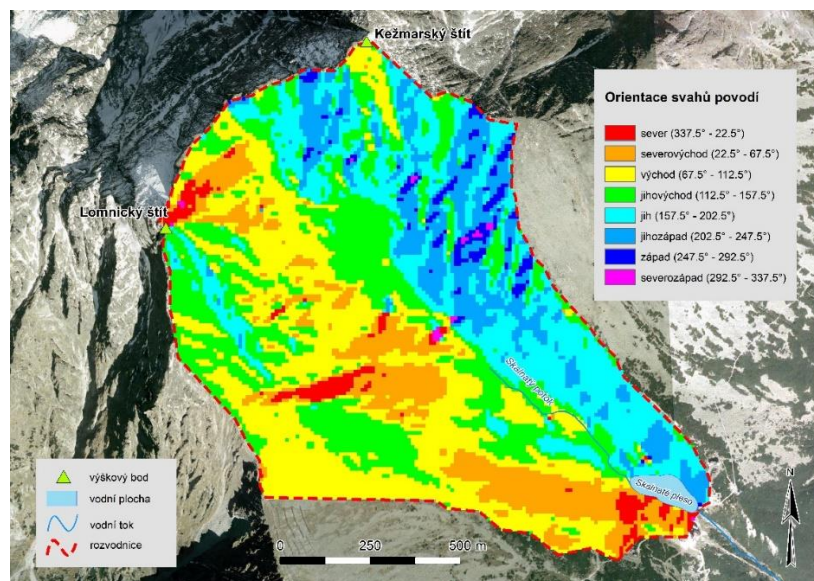 Kežmarský štít
Lomnický štít
Orientace svahů povodí
sever (337.5° - 22.5°)
severovýchod (22.5° - 67.5°)
východ (67.5° - 112.5°)
jihovýchod (112.5° - 157.5°)
jih (157.5° - 202.5°)
jihozápad (202.5° - 247.5°)
západ (247.5° - 292.5°)
severozápad (292.5° - 337.5°)
Skalnatý potok
Skalnaté pleso
výškový bod
vodní plocha
vodní tok
rozvodnice
0 250 500 m
N